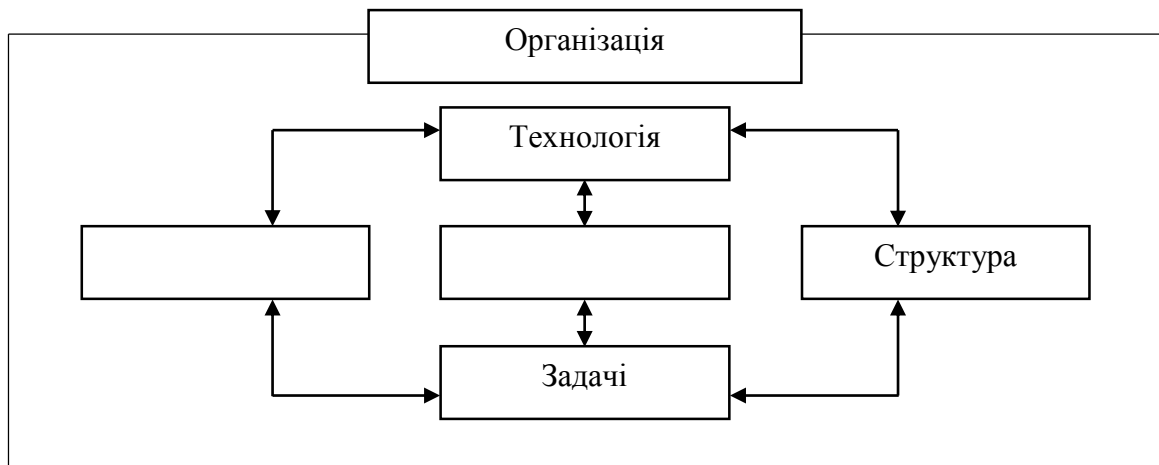 Організація
Технологія
Структура
Задачі